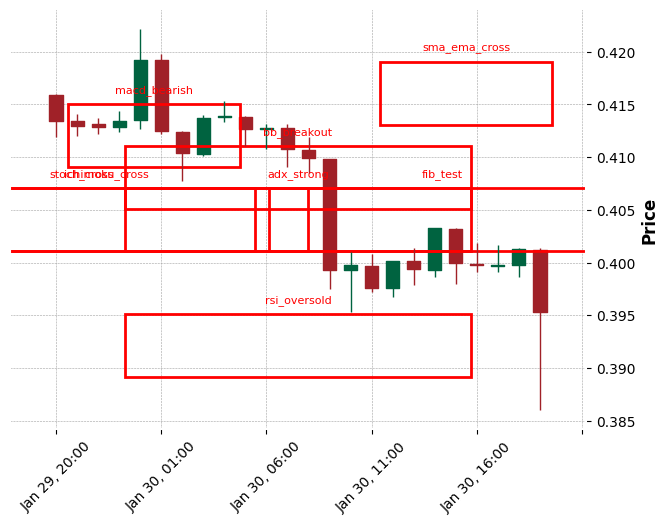 sma_ema_cross
0.420
macd_bearish
0.415
bb_breakout
0.410
stoch_cross
ichimoku_cross
adx_strong
fib_test
0.405
Price
0.400
rsi_oversold
0.395
0.390
0.385
Jan 29, 20:00
Jan 30, 01:00
Jan 30, 06:00
Jan 30, 11:00
Jan 30, 16:00